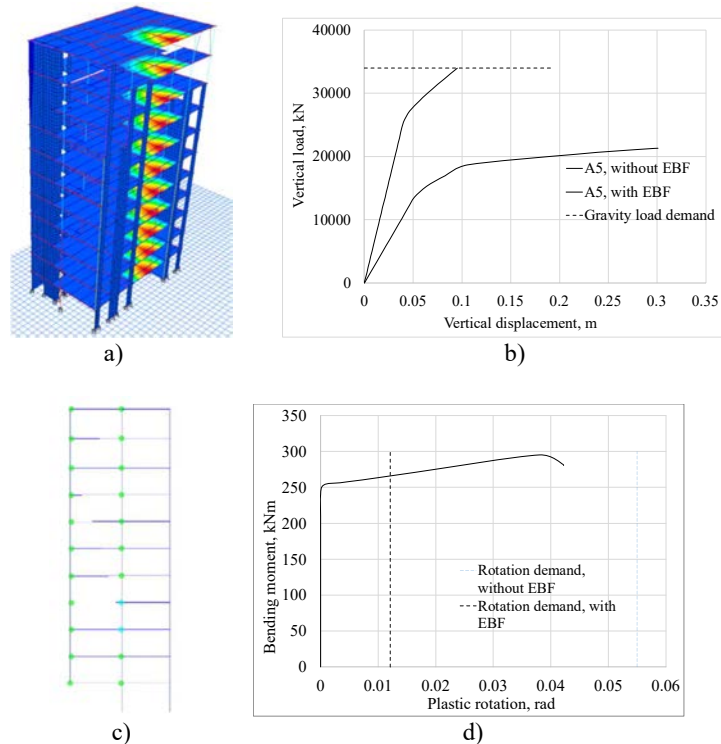 40000
30000
20000
10000
0
Vertical load, kN
A5, without EBF
A5, with EBF
Gravity load demand
0 0.05 0.1 0.15 0.2 0.25 0.3 0.35
Vertical displacement, m
a)
b)
350
300
250
200
150
100
50
0
Bending moment, kNm
Rotation demand,
without EBF
Rotation demand, with
EBF
0 0.01 0.02 0.03 0.04 0.05 0.06
Plastic rotation, rad
c)
d)